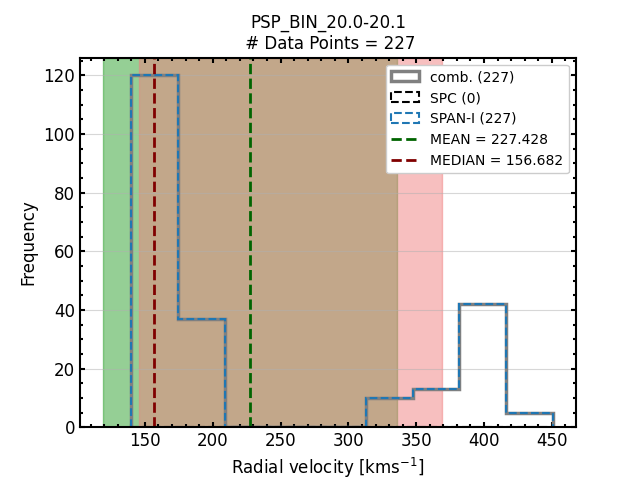 PSP_BIN_20.0-20.1
# Data Points = 227
comb. (227)
SPC (0)
SPAN-I (227)
MEAN = 227.428
MEDIAN = 156.682
120
100
80
60
40
20
0
Frequency
150 200 250 300 350 400 450
Radial velocity [kms⁻¹]